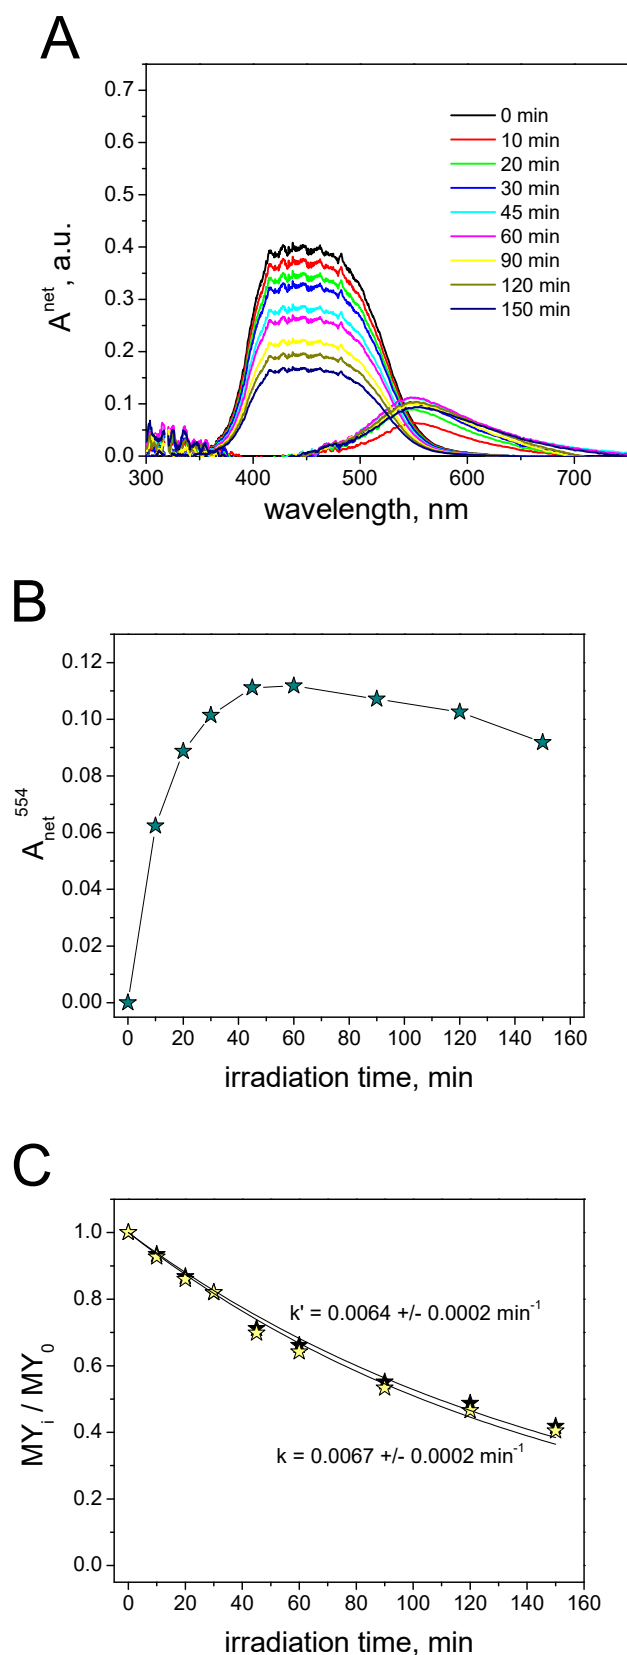 A
0.7
0.6
0.5
0.4
0.3
0.2
0.1
0.0
A^net, a.u.
0 min
10 min
20 min
30 min
45 min
60 min
90 min
120 min
150 min
300 400 500 600 700
wavelength, nm
B
0.12
0.10
0.08
0.06
0.04
0.02
0.00
A_net^554
0 20 40 60 80 100 120 140 160
irradiation time, min
C
1.0
0.8
0.6
0.4
0.2
0.0
MY_i / MY_0
k' = 0.0064 +/- 0.0002 min^-1
k = 0.0067 +/- 0.0002 min^-1
0 20 40 60 80 100 120 140 160
irradiation time, min